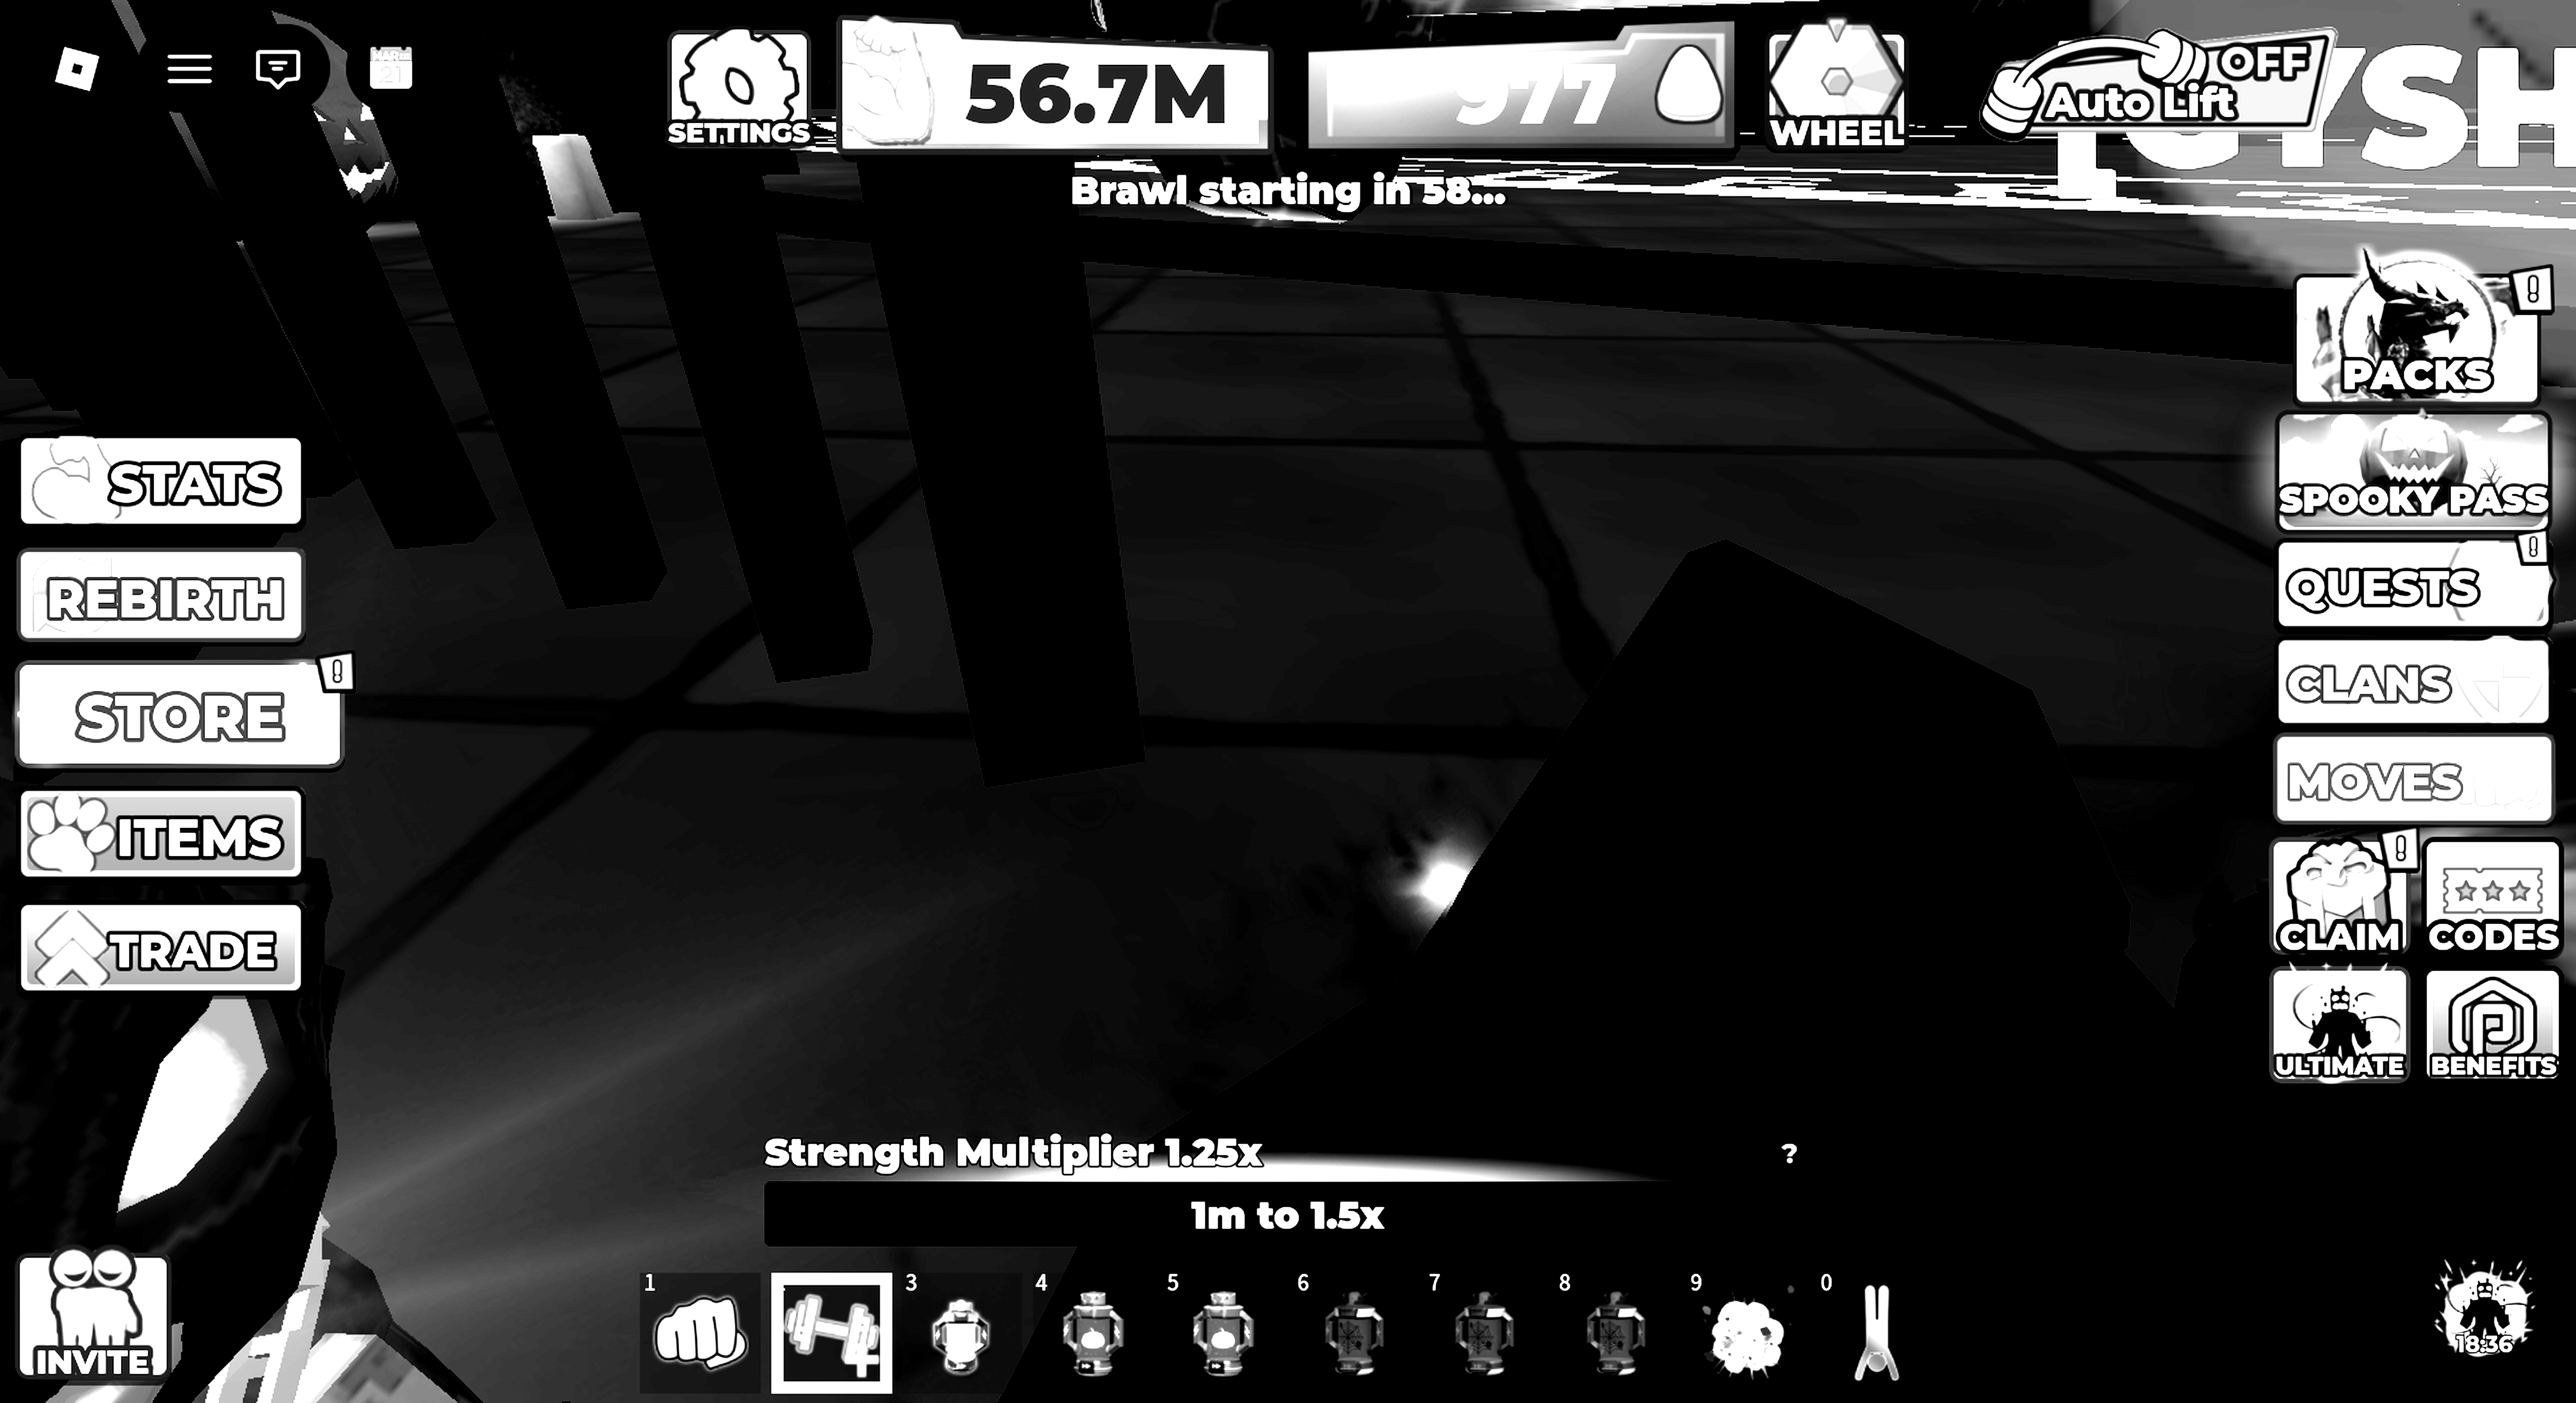 SETTINGS
56.7M
977
WHEEL
OFF
Auto Lift
Brawl starting in 58...
PACKS
SPOOKY PASS
STATS
QUESTS
REBIRTH
CLANS
STORE
MOVES
ITEMS
CLAIM
CODES
TRADE
ULTIMATE
BENEFITS
Strength Multiplier 1.25x
?
1m to 1.5x
1
3
4
5
6
7
8
9
0
INVITE
18:36